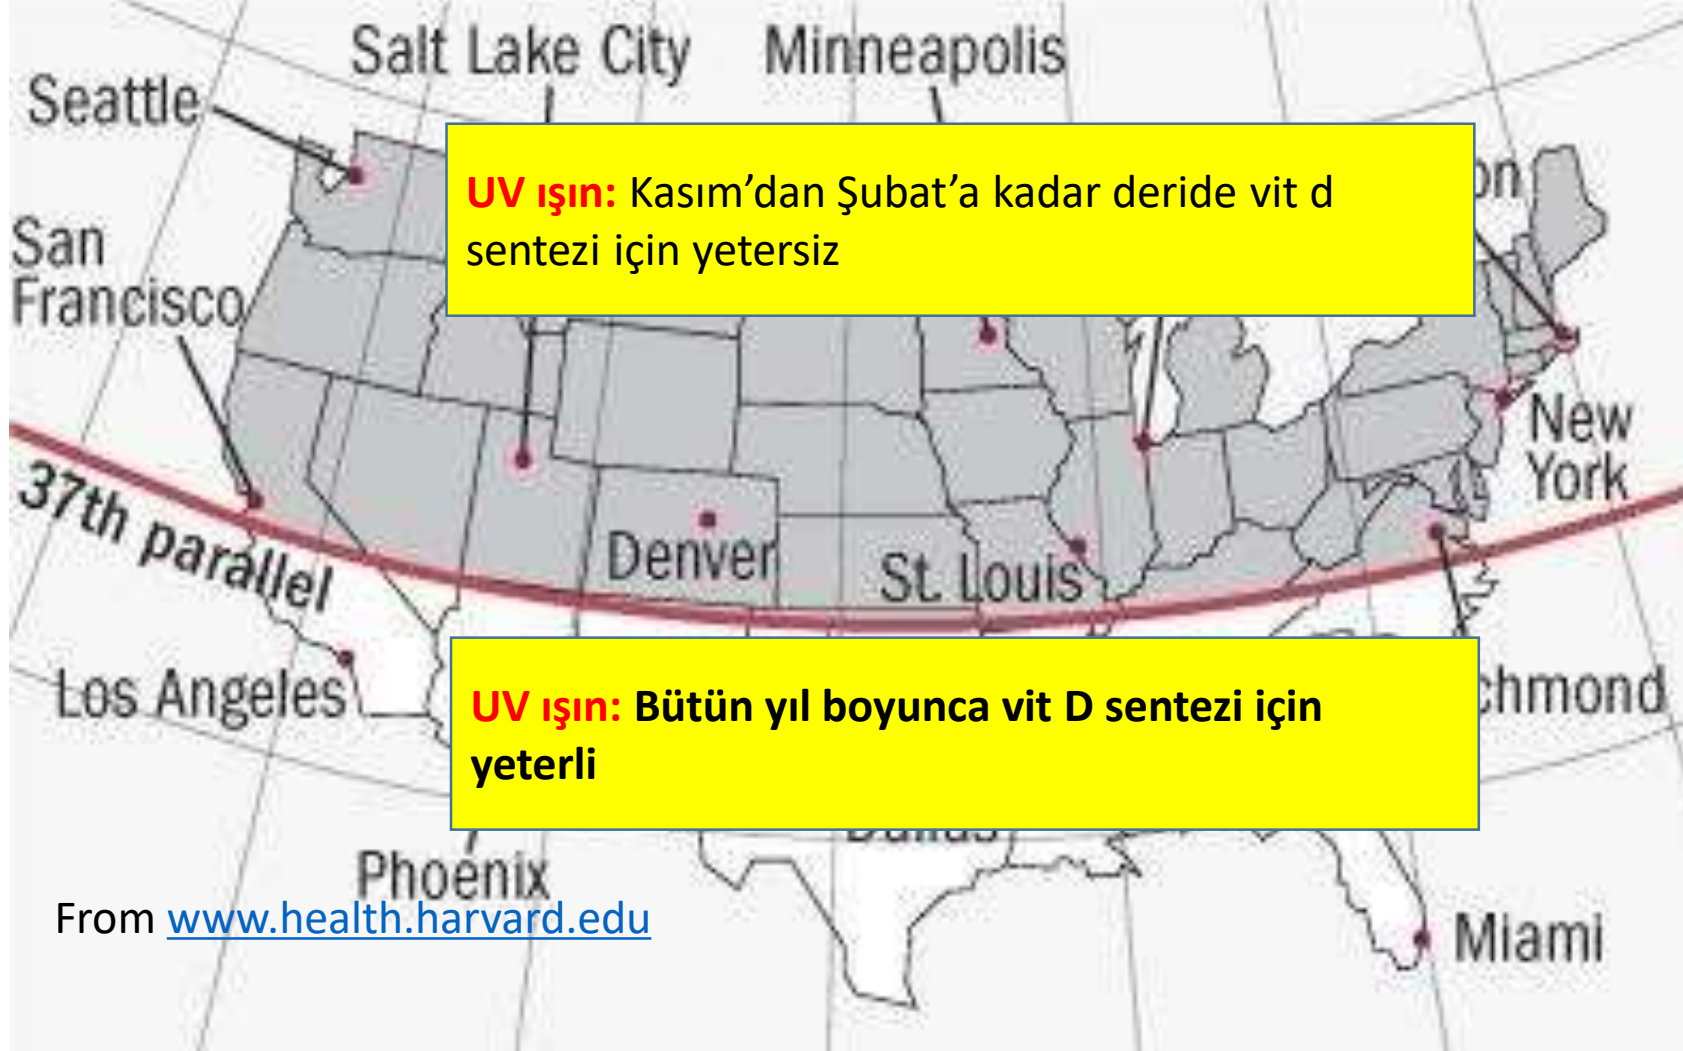 Salt Lake City
Minneapolis
Seattle
UV ışın: Kasım’dan Şubat’a kadar deride vit d
sentezi için yetersiz
San
Francisco
New
York
37th parallel
Denver
St. Louis
Los Angeles
UV ışın: Bütün yıl boyunca vit D sentezi için
yeterli
Phoenix
From www.health.harvard.edu
Miami